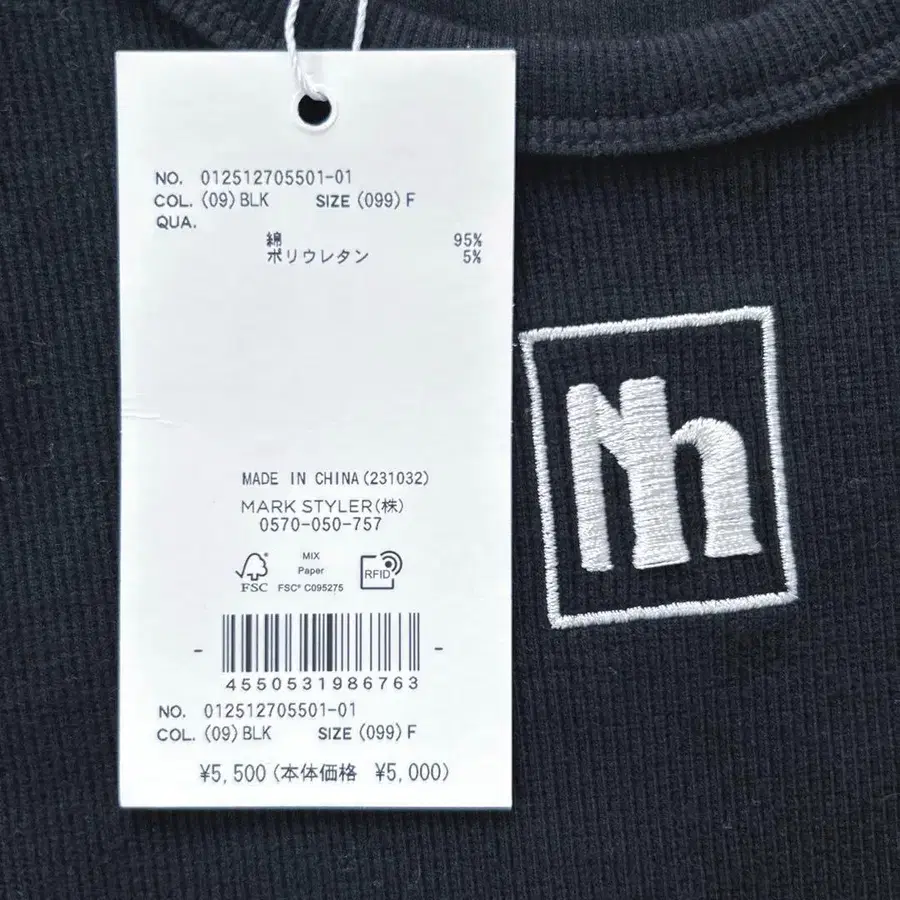 NO. 012512705501-01
COL. (09) BLK SIZE (099) F
QUA.
綿 95%
ポリウレタン 5%
MADE IN CHINA (231032)
MARK STYLER(株)
0570-050-757
FSC
MIX
Paper
FSC® C095275
RFID
4550531986763
NO. 012512705501-01
COL. (09) BLK SIZE (099) F
¥5,500 (本体価格 ¥5,000)
Mh